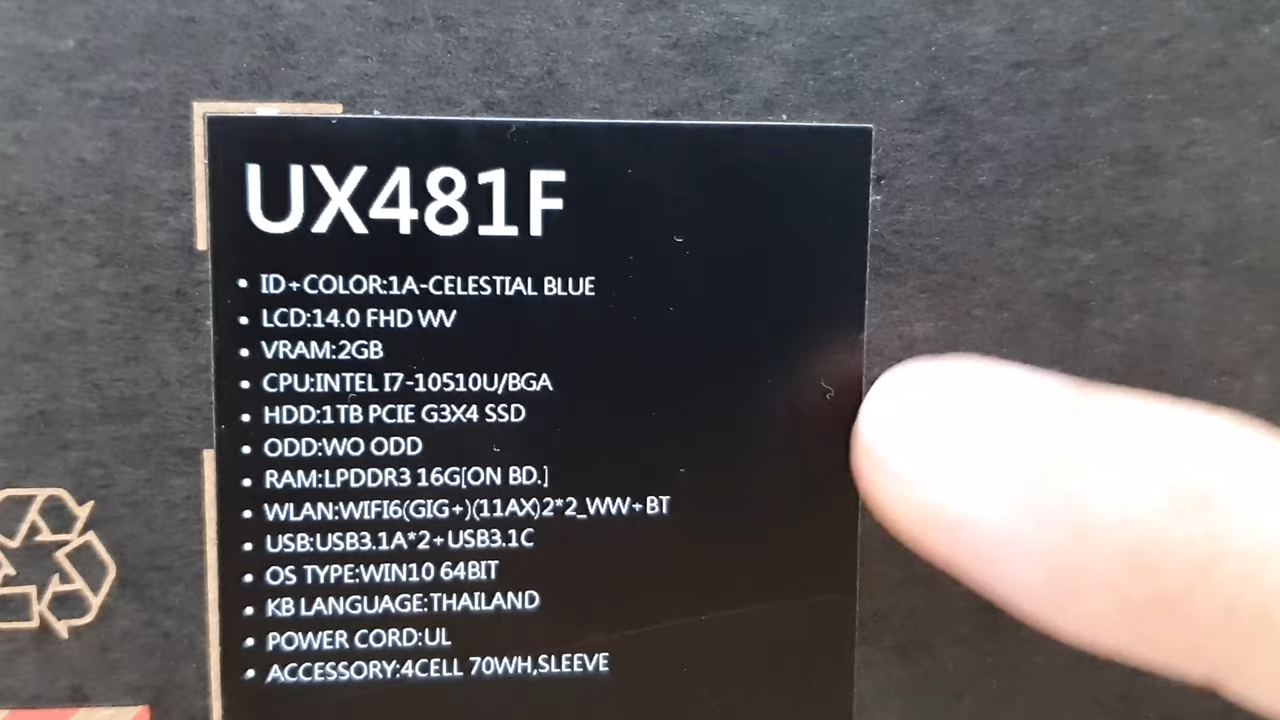 UX481F
• ID+COLOR:1A-CELESTIAL BLUE
• LCD:14.0 FHD WV
• VRAM:2GB
• CPU:INTEL I7-10510U/BGA
• HDD:1TB PCIE G3X4 SSD
• ODD:WO ODD
• RAM:LPDDR3 16G[ON BD.]
• WLAN:WIFI6(GIG+)(11AX)2*2_WW+BT
• USB:USB3.1A*2+USB3.1C
• OS TYPE:WIN10 64BIT
• KB LANGUAGE:THAILAND
• POWER CORD:UL
• ACCESSORY:4CELL 70WH,SLEEVE